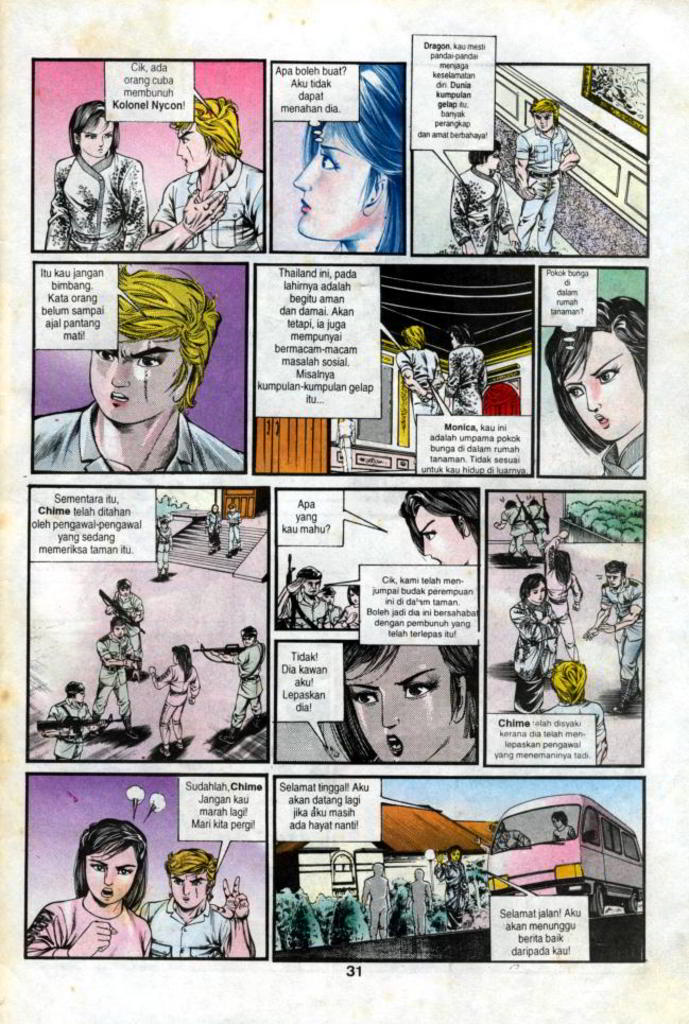 Cik, ada
orang cuba
membunuh
Kolonel Nycon!
Apa boleh buat?
Aku tidak
dapat
menahan dia.
Dragon, kau mesti
pandai-pandai
menjaga
keselamatan
diri. Dunia
kumpulan
gelap itu,
banyak
perangkap
dan amat berbahaya!
Itu kau jangan
bimbang.
Kata orang
belum sampai
ajal pantang
mati!
Thailand ini, pada
lahirnya adalah
begitu aman
dan damai. Akan
tetapi, ia juga
mempunyai
bermacam-macam
masalah sosial.
Misalnya
kumpulan-kumpulan gelap
itu...
Monica, kau ini
adalah umpama pokok
bunga di dalam rumah
tanaman. Tidak sesuai
untuk kau hidup di luarnya.
Pokok bunga
di
dalam
rumah
tanaman?
Sementara itu,
Chime telah ditahan
oleh pengawal-pengawal
yang sedang
memeriksa taman itu.
Apa
yang
kau mahu?
Cik, kami telah men-
jumpai budak perempuan
ini di dalam taman.
Boleh jadi dia ini bersahabat
dengan pembunuh yang
telah terlepas itu!
Tidak!
Dia kawan
aku!
Lepaskan
dia!
Chime telah disyaki
kerana dia telah men-
lepaskan pengawal
yang menemaninya tadi.
Sudahlah, Chime
Jangan kau
marah lagi!
Mari kita pergi!
Selamat tinggal! Aku
akan datang lagi
jika aku masih
ada hayat nanti!
Selamat jalan! Aku
akan menunggu
berita baik
daripada kau!
31